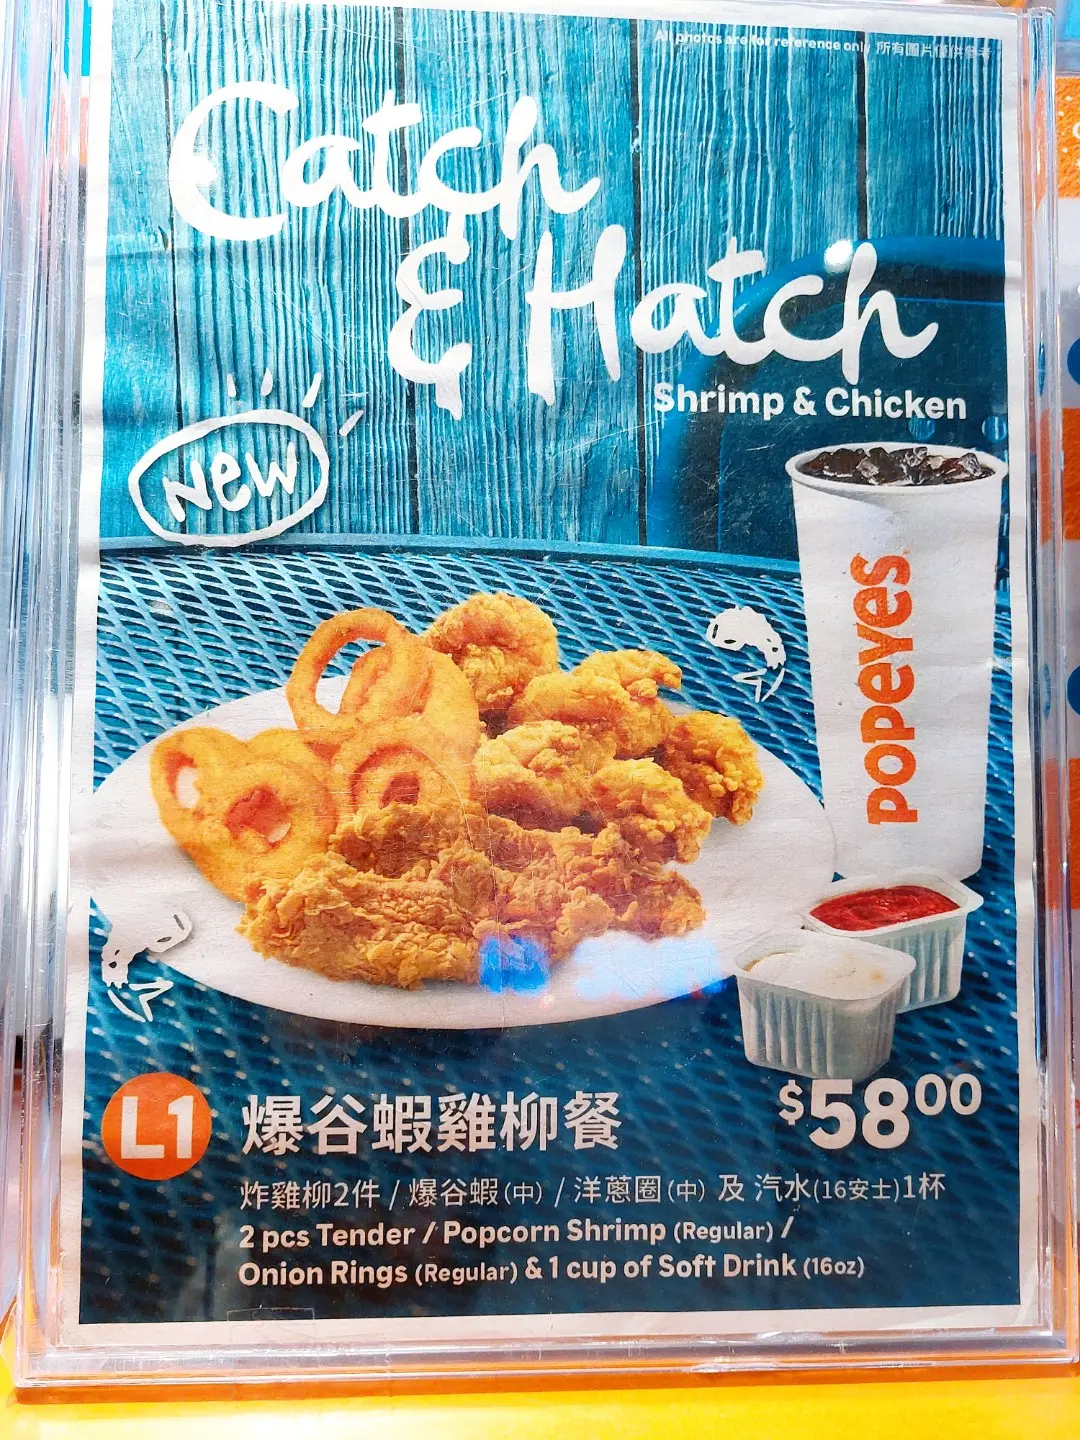 All photos are for reference only 所有圖片僅供參考
Catch
& Hatch
Shrimp & Chicken
New
POPEYES
L1 爆谷蝦雞柳餐 $58.00
炸雞柳2件 / 爆谷蝦(中) / 洋蔥圈(中) 及 汽水(16安士)1杯
2 pcs Tender / Popcorn Shrimp (Regular) /
Onion Rings (Regular) & 1 cup of Soft Drink (16oz)